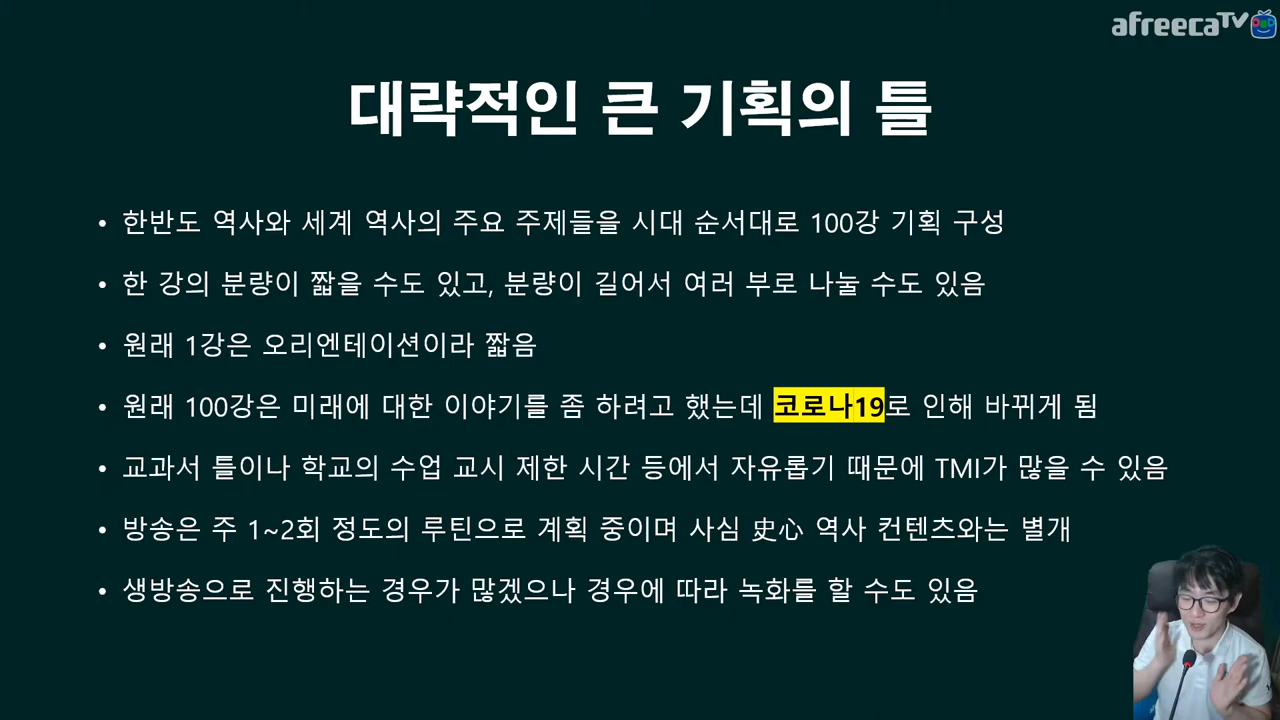 afreecaTV
대략적인 큰 기획의 틀
• 한반도 역사와 세계 역사의 주요 주제들을 시대 순서대로 100강 기획 구성
• 한 강의 분량이 짧을 수도 있고, 분량이 길어서 여러 부로 나눌 수도 있음
• 원래 1강은 오리엔테이션이라 짧음
• 원래 100강은 미래에 대한 이야기를 좀 하려고 했는데 코로나19로 인해 바뀌게 됨
• 교과서 틀이나 학교의 수업 교시 제한 시간 등에서 자유롭기 때문에 TMI가 많을 수 있음
• 방송은 주 1~2회 정도의 루틴으로 계획 중이며 사심 史心 역사 컨텐츠와는 별개
• 생방송으로 진행하는 경우가 많겠으나 경우에 따라 녹화를 할 수도 있음